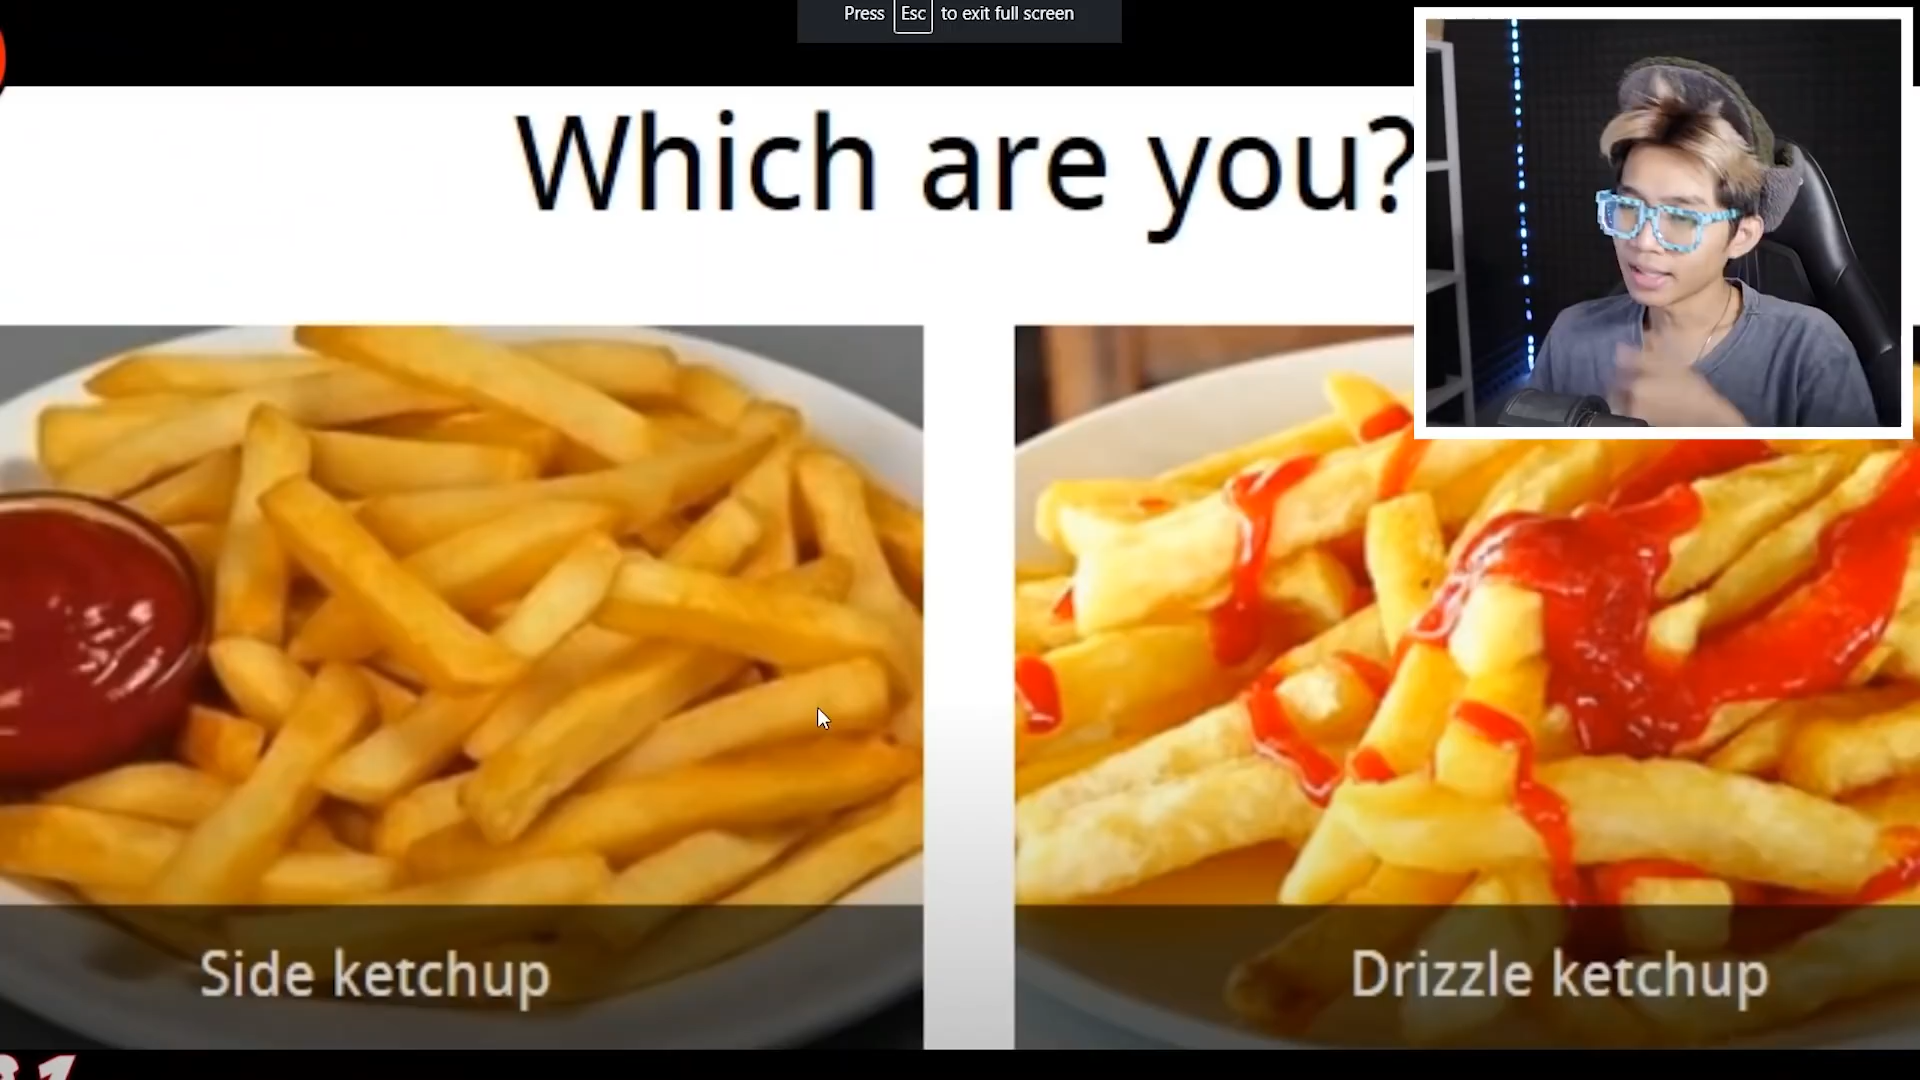 Press Esc to exit full screen
Which are you?
Side ketchup
Drizzle ketchup